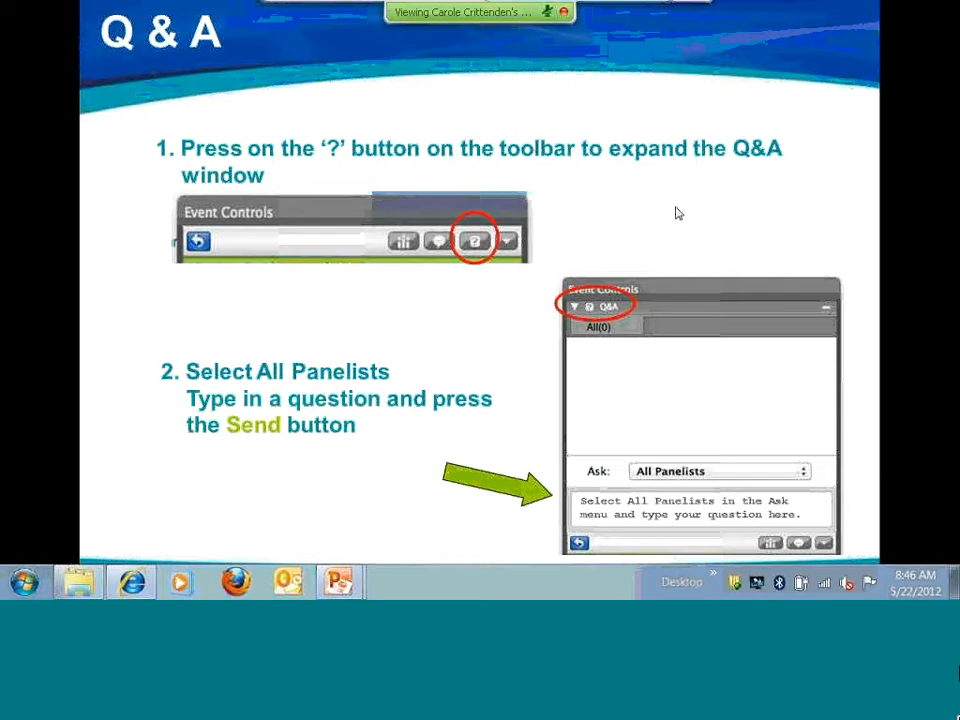 Viewing Carole Crittenden's ...
Q & A
1. Press on the '?' button on the toolbar to expand the Q&A
window
Event Controls
?
Event Controls
? Q&A
All(0)
2. Select All Panelists
Type in a question and press
the Send button
Ask: All Panelists
Select All Panelists in the Ask
menu and type your question here.
Desktop »
8:46 AM
5/22/2012